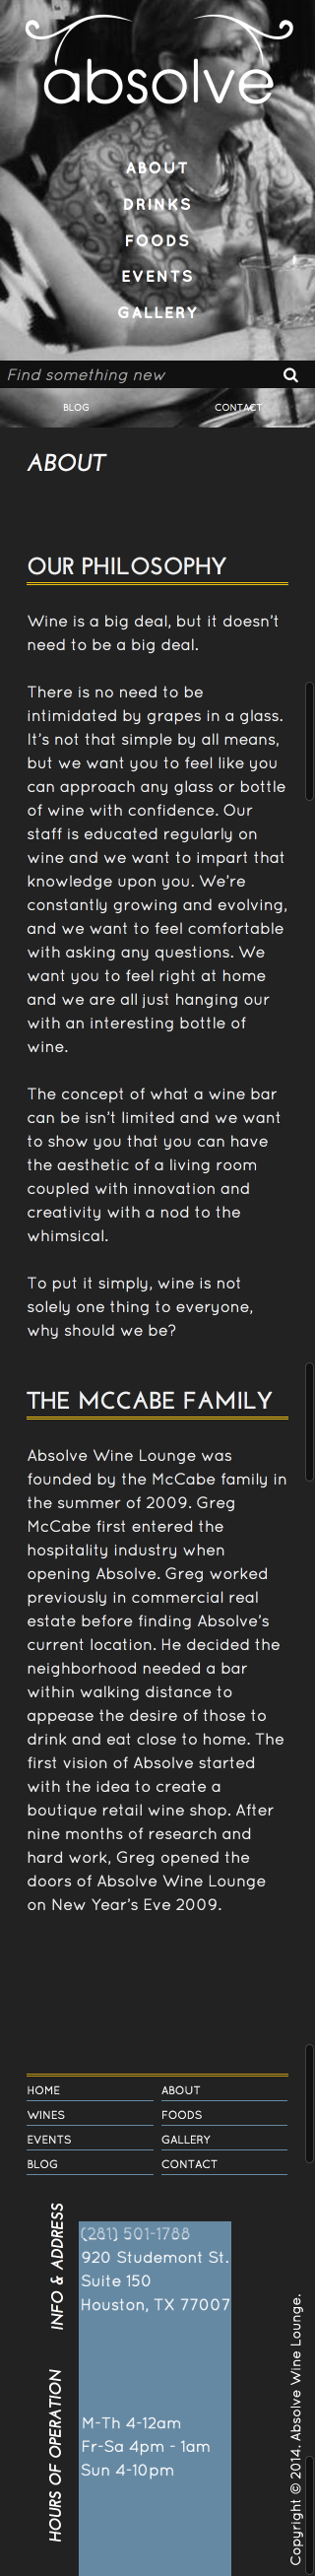 absolve
ABOUT
DRINKS
FOODS
EVENTS
GALLERY
Find something new
BLOG CONTACT
ABOUT
OUR PHILOSOPHY
Wine is a big deal, but it doesn't
need to be a big deal.
There is no need to be
intimidated by grapes in a glass.
It's not that simple by all means,
but we want you to feel like you
can approach any glass or bottle
of wine with confidence. Our
staff is educated regularly on
wine and we want to impart that
knowledge upon you. We're
constantly growing and evolving,
and we want to feel comfortable
with asking any questions. We
want you to feel right at home
and we are all just hanging our
with an interesting bottle of
wine.
The concept of what a wine bar
can be isn't limited and we want
to show you that you can have
the aesthetic of a living room
coupled with innovation and
creativity with a nod to the
whimsical.
To put it simply, wine is not
solely one thing to everyone,
why should we be?
THE MCCABE FAMILY
Absolve Wine Lounge was
founded by the McCabe family in
the summer of 2009. Greg
McCabe first entered the
hospitality industry when
opening Absolve. Greg worked
previously in commercial real
estate before finding Absolve's
current location. He decided the
neighborhood needed a bar
within walking distance to
appease the desire of those to
drink and eat close to home. The
first vision of Absolve started
with the idea to create a
boutique retail wine shop. After
nine months of research and
hard work, Greg opened the
doors of Absolve Wine Lounge
on New Year's Eve 2009.
HOME ABOUT
WINES FOODS
EVENTS GALLERY
BLOG CONTACT
INFO & ADDRESS
(281) 501-1788
920 Studemont St.
Suite 150
Houston, TX 77007
HOURS OF OPERATION
M-Th 4-12am
Fr-Sa 4pm - 1am
Sun 4-10pm
Copyright © 2014. Absolve Wine Lounge.